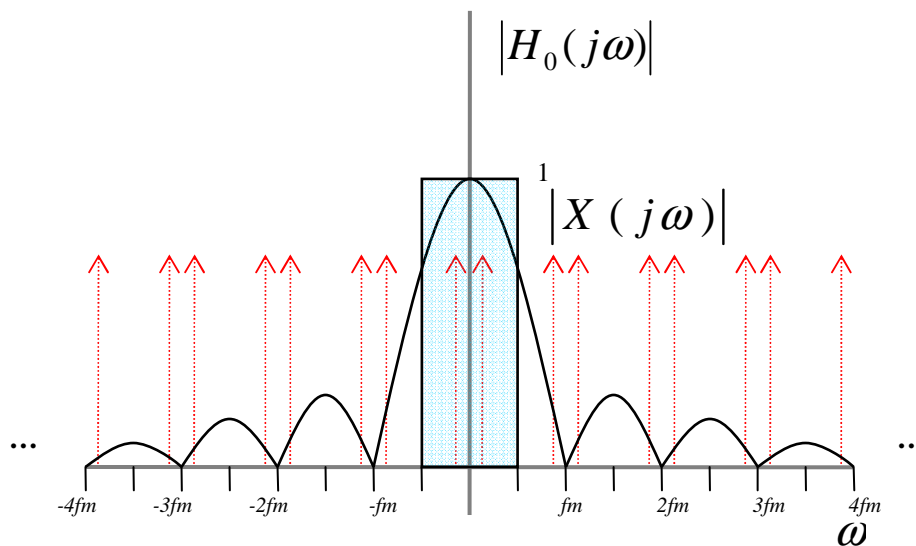 |H₀(jω)|
1
|X(jω)|
... ..
-4fm -3fm -2fm -fm fm 2fm 3fm 4fm
ω